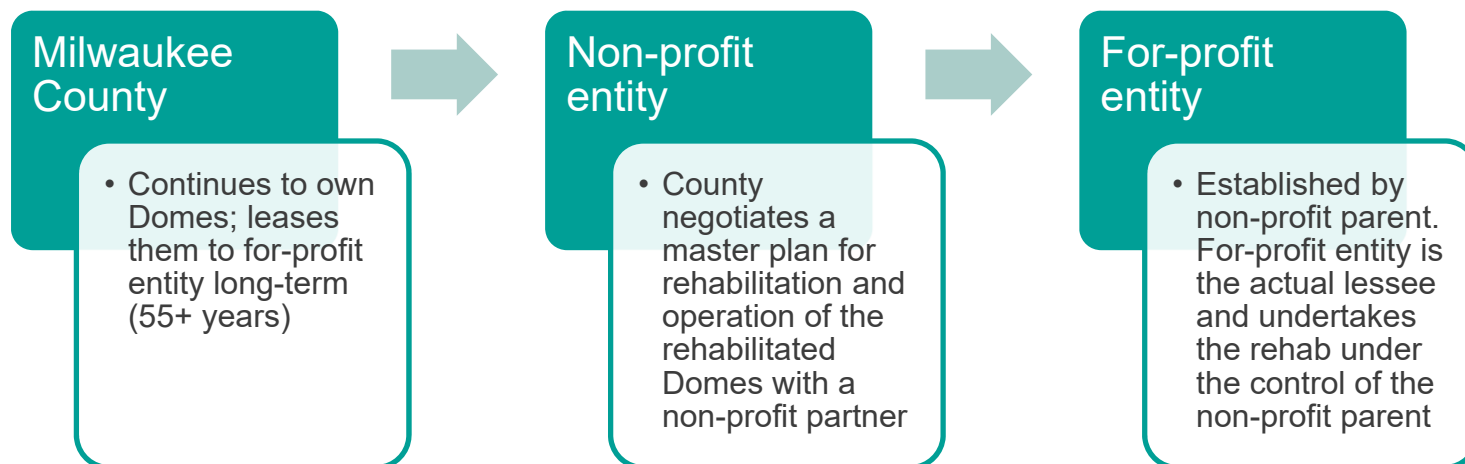 Milwaukee
County
• Continues to own
Domes; leases
them to for-profit
entity long-term
(55+ years)
Non-profit
entity
• County
negotiates a
master plan for
rehabilitation and
operation of the
rehabilitated
Domes with a
non-profit partner
For-profit
entity
• Established by
non-profit parent.
For-profit entity is
the actual lessee
and undertakes
the rehab under
the control of the
non-profit parent